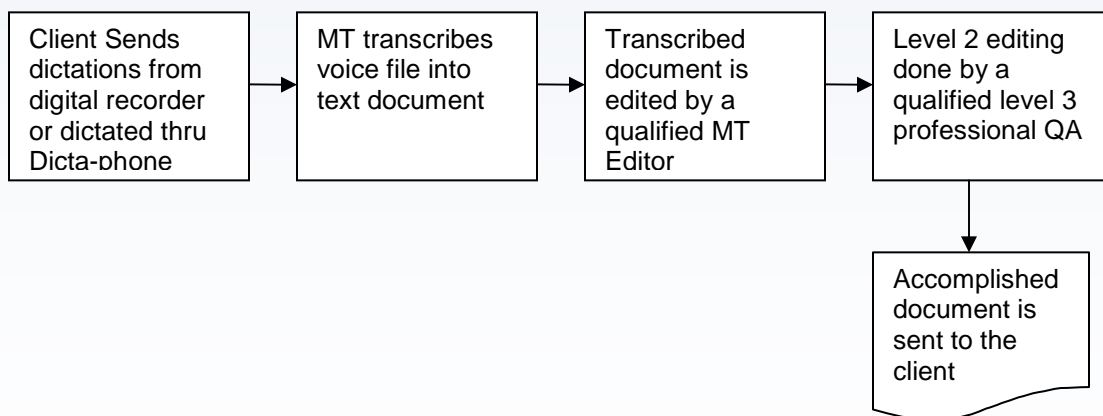 Client Sends
dictations from
digital recorder
or dictated thru
Dicta-phone
MT transcribes
voice file into
text document
Transcribed
document is
edited by a
qualified MT
Editor
Level 2 editing
done by a
qualified level 3
professional QA
Accomplished
document is
sent to the
client